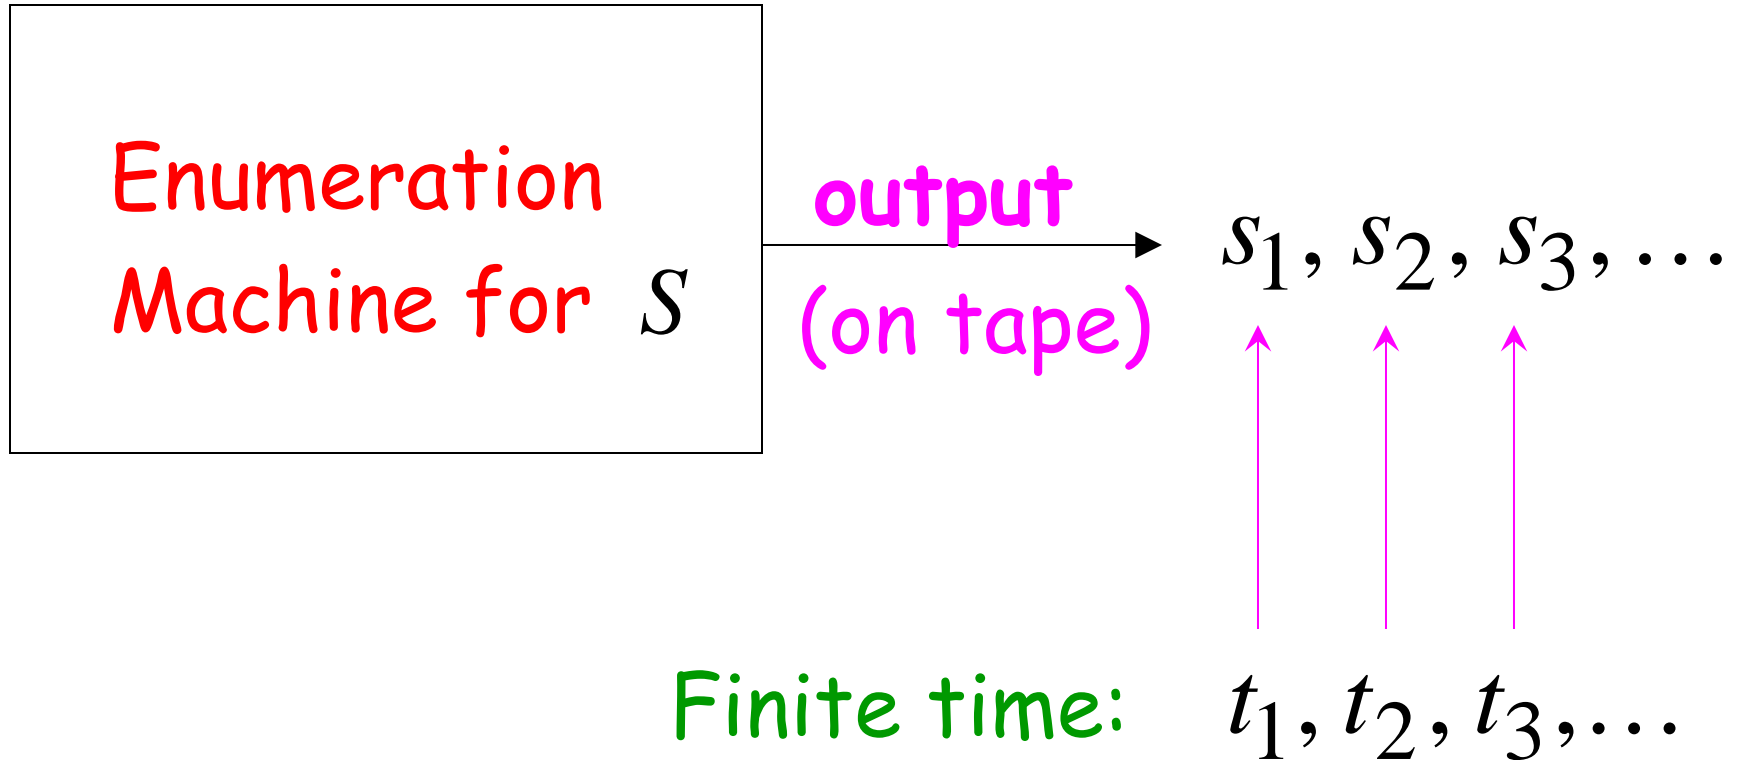 Enumeration
Machine for S
output
(on tape)
s₁, s₂, s₃, …
Finite time: t₁, t₂, t₃, …